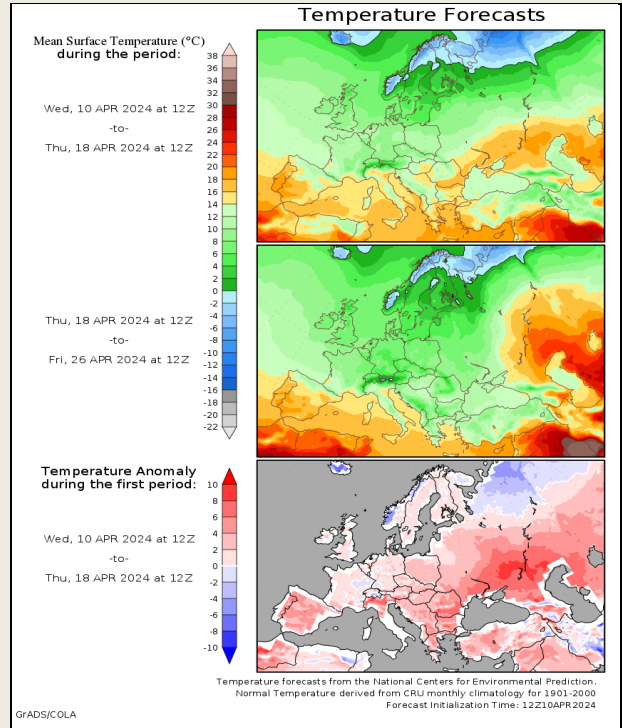 Temperature Forecasts
Mean Surface Temperature (°C)
during the period:
38
36
34
32
30
28
26
24
22
20
18
16
14
12
10
8
6
4
2
0
-2
-4
-6
-8
-10
-12
-14
-16
-18
-20
-22
Wed, 10 APR 2024 at 12Z
-to-
Thu, 18 APR 2024 at 12Z
Thu, 18 APR 2024 at 12Z
-to-
Fri, 26 APR 2024 at 12Z
Temperature Anomaly
during the first period:
10
8
6
4
2
0
-2
-4
-6
-8
-10
Wed, 10 APR 2024 at 12Z
-to-
Thu, 18 APR 2024 at 12Z
Temperature forecasts from the National Centers for Environmental Prediction.
Normal Temperature derived from CRU monthly climatology for 1901-2000
Forecast Initialization Time: 12Z10APR2024
GrADS/COLA